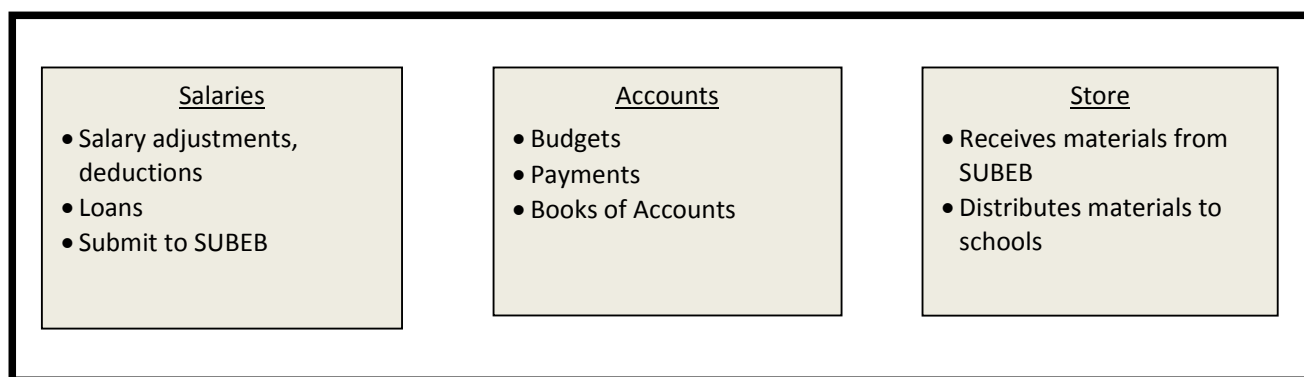 Salaries
• Salary adjustments,
deductions
• Loans
• Submit to SUBEB
Accounts
• Budgets
• Payments
• Books of Accounts
Store
• Receives materials from
SUBEB
• Distributes materials to
schools